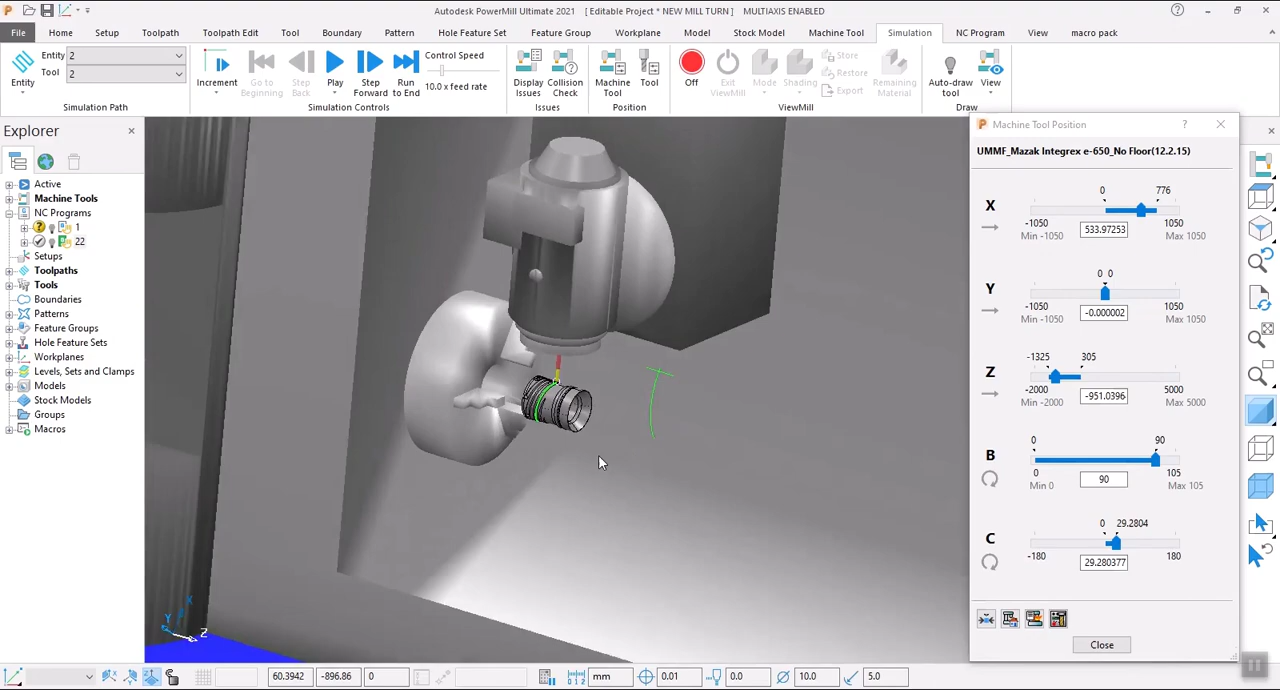 Autodesk PowerMill Ultimate 2021 [ Editable Project * NEW MILL TURN ] MULTIAXIS ENABLED
File Home Setup Toolpath Toolpath Edit Tool Boundary Pattern Hole Feature Set Feature Group Workplane Model Stock Model Machine Tool Simulation NC Program View macro pack
Entity
Entity 2
Tool 2
Simulation Path
Increment
Go to Beginning
Step Back
Play
Step Forward
Run to End
Control Speed
10.0 x feed rate
Simulation Controls
Display Issues
Collision Check
Issues
Machine Tool
Tool
Position
Off
Exit ViewMill
Mode
Shading
Store
Restore
Export
Remaining Material
ViewMill
Auto-draw tool
View
Draw
Explorer
Active
Machine Tools
NC Programs
1
22
Setups
Toolpaths
Tools
Boundaries
Patterns
Feature Groups
Hole Feature Sets
Workplanes
Levels, Sets and Clamps
Models
Stock Models
Groups
Macros
X
Y
Z
Machine Tool Position
UMMF_Mazak Integrex e-650_No Floor(12.2.15)
0 776
X
-1050 533.97253 1050
Min -1050 Max 1050
0 0
Y
-1050 -0.000002 1050
Min -1050 Max 1050
-1325 305
Z
-2000 -951.0396 5000
Min -2000 Max 5000
0 90
B
0 90 105
Min 0 Max 105
0 29.2804
C
-180 29.280377 180
Close
60.3942 -896.86 0 mm 0.01 0.0 10.0 5.0